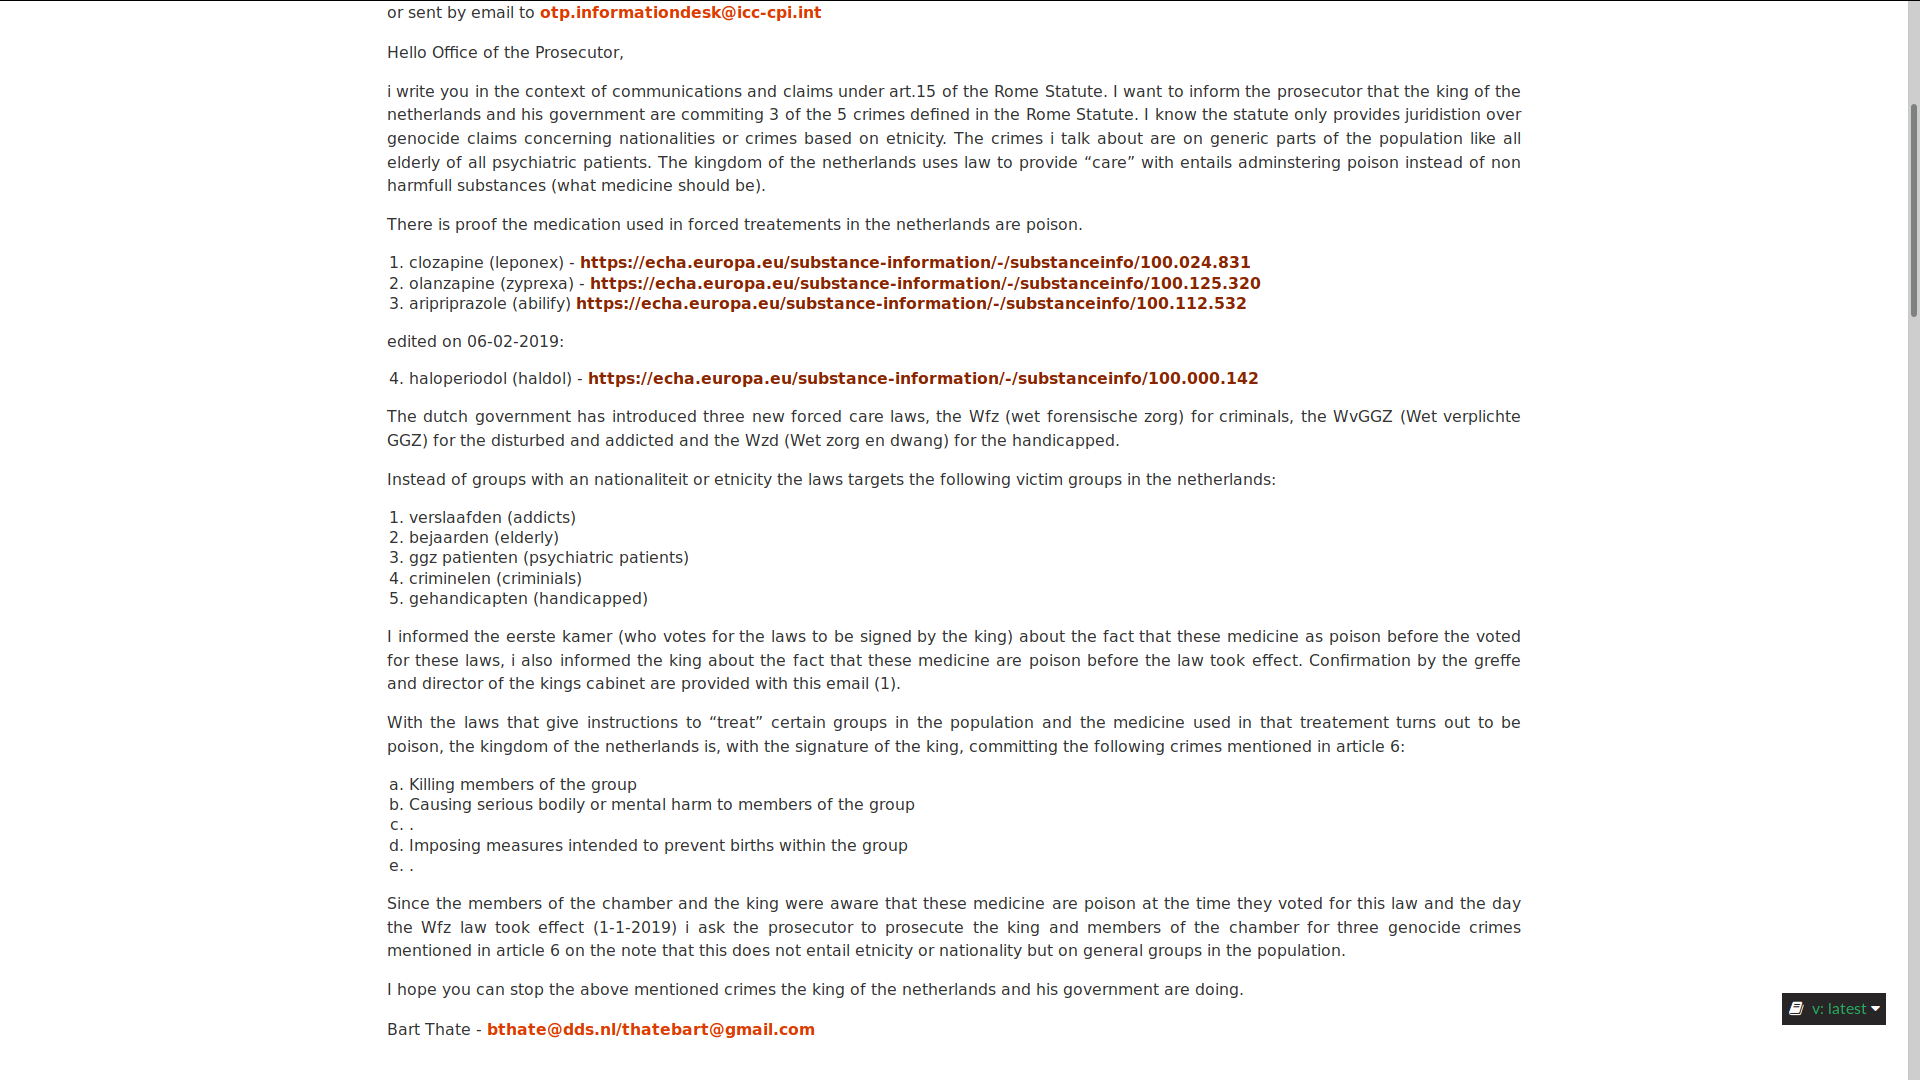 or sent by email to otp.informationdesk@icc-cpi.int
Hello Office of the Prosecutor,
i write you in the context of communications and claims under art.15 of the Rome Statute. I want to inform the prosecutor that the king of the
netherlands and his government are commiting 3 of the 5 crimes defined in the Rome Statute. I know the statute only provides juridistion over
genocide claims concerning nationalities or crimes based on etnicity. The crimes i talk about are on generic parts of the population like all
elderly of all psychiatric patients. The kingdom of the netherlands uses law to provide “care” with entails adminstering poison instead of non
harmfull substances (what medicine should be).
There is proof the medication used in forced treatements in the netherlands are poison.
1. clozapine (leponex) - https://echa.europa.eu/substance-information/-/substanceinfo/100.024.831
2. olanzapine (zyprexa) - https://echa.europa.eu/substance-information/-/substanceinfo/100.125.320
3. aripriprazole (abilify) https://echa.europa.eu/substance-information/-/substanceinfo/100.112.532
edited on 06-02-2019:
4. haloperiodol (haldol) - https://echa.europa.eu/substance-information/-/substanceinfo/100.000.142
The dutch government has introduced three new forced care laws, the Wfz (wet forensische zorg) for criminals, the WvGGZ (Wet verplichte
GGZ) for the disturbed and addicted and the Wzd (Wet zorg en dwang) for the handicapped.
Instead of groups with an nationaliteit or etnicity the laws targets the following victim groups in the netherlands:
1. verslaafden (addicts)
2. bejaarden (elderly)
3. ggz patienten (psychiatric patients)
4. criminelen (criminials)
5. gehandicapten (handicapped)
I informed the eerste kamer (who votes for the laws to be signed by the king) about the fact that these medicine as poison before the voted
for these laws, i also informed the king about the fact that these medicine are poison before the law took effect. Confirmation by the greffe
and director of the kings cabinet are provided with this email (1).
With the laws that give instructions to “treat” certain groups in the population and the medicine used in that treatement turns out to be
poison, the kingdom of the netherlands is, with the signature of the king, committing the following crimes mentioned in article 6:
a. Killing members of the group
b. Causing serious bodily or mental harm to members of the group
c. .
d. Imposing measures intended to prevent births within the group
e. .
Since the members of the chamber and the king were aware that these medicine are poison at the time they voted for this law and the day
the Wfz law took effect (1-1-2019) i ask the prosecutor to prosecute the king and members of the chamber for three genocide crimes
mentioned in article 6 on the note that this does not entail etnicity or nationality but on general groups in the population.
I hope you can stop the above mentioned crimes the king of the netherlands and his government are doing.
Bart Thate - bthate@dds.nl/thatebart@gmail.com
v: latest